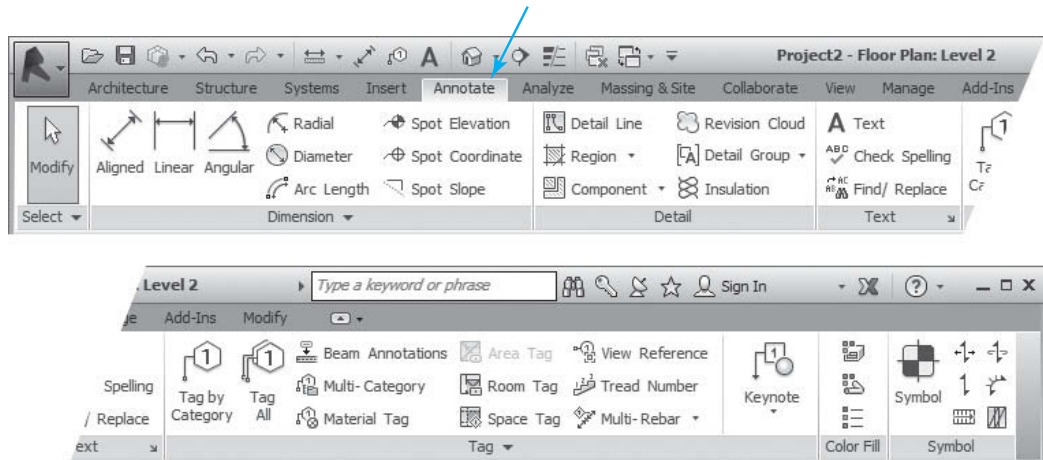 Project2 - Floor Plan: Level 2
Architecture Structure Systems Insert Annotate Analyze Massing & Site Collaborate View Manage Add-Ins
Modify
Aligned Linear Angular
Radial Spot Elevation
Diameter Spot Coordinate
Arc Length Spot Slope
Detail Line Revision Cloud
Region Detail Group
Component Insulation
A Text
ABC Check Spelling
Find/ Replace
Select Dimension Detail Text
Level 2 Type a keyword or phrase Sign In
Add-Ins Modify
Spelling
/ Replace
Tag by Category
Tag All
Beam Annotations Area Tag View Reference
Multi-Category Room Tag Tread Number
Material Tag Space Tag Multi-Rebar
Keynote
Symbol
ext Tag Color Fill Symbol